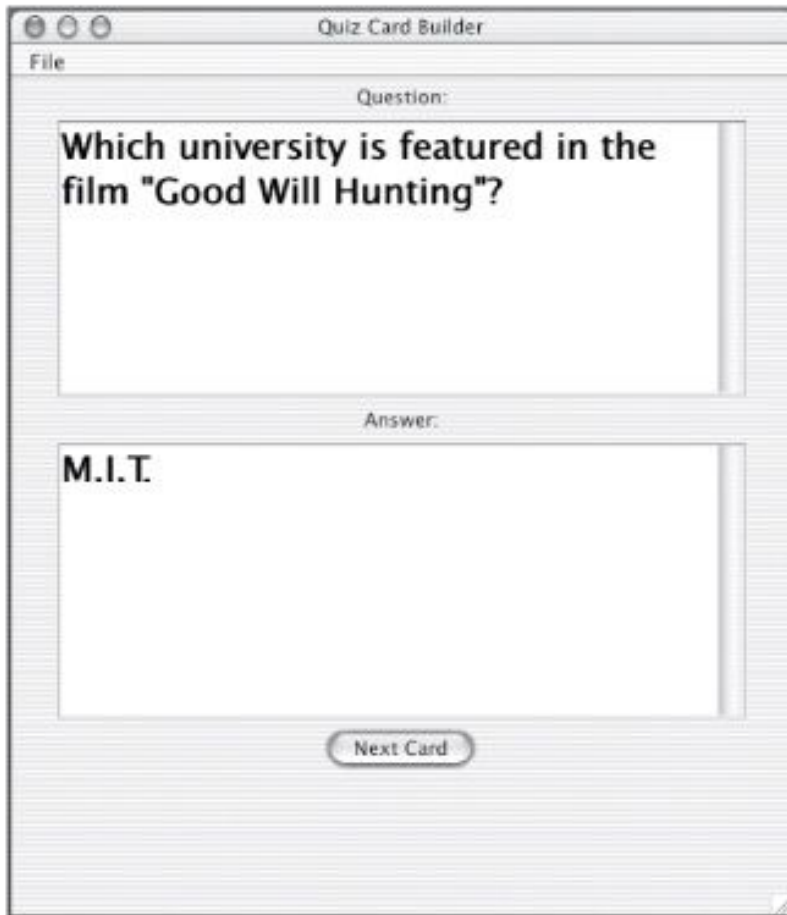 Quiz Card Builder
File
Question:
Which university is featured in the
film "Good Will Hunting"?
Answer:
M.I.T.
Next Card